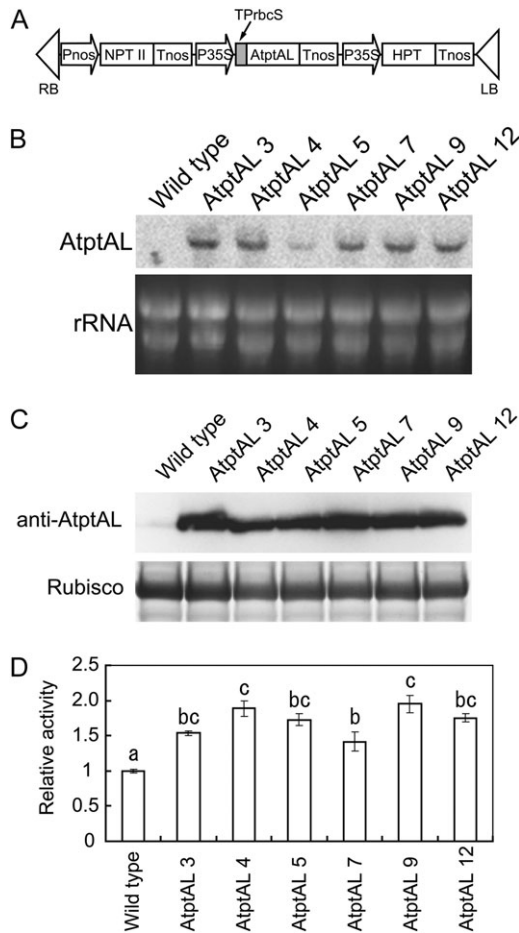 A
TPrbcS
Pnos NPT II Tnos P35S AtptAL Tnos P35S HPT Tnos
RB LB
B
Wild type AtptAL 3 AtptAL 4 AtptAL 5 AtptAL 7 AtptAL 9 AtptAL 12
AtptAL
rRNA
C
Wild type AtptAL 3 AtptAL 4 AtptAL 5 AtptAL 7 AtptAL 9 AtptAL 12
anti-AtptAL
Rubisco
D
Relative activity
2.5
2.0
1.5
1
0.5
0
a bc c bc b c bc
Wild type AtptAL 3 AtptAL 4 AtptAL 5 AtptAL 7 AtptAL 9 AtptAL 12